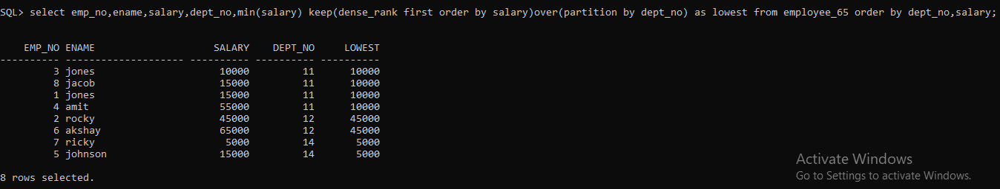 SQL> select emp_no,ename,salary,dept_no,min(salary) keep(dense_rank first order by salary)over(partition by dept_no) as lowest from employee_65 order by dept_no,salary;
EMP_NO ENAME SALARY DEPT_NO LOWEST
---------- -------------------- ---------- ---------- ----------
3 jones 10000 11 10000
8 jacob 15000 11 10000
1 jones 15000 11 10000
4 amit 55000 11 10000
2 rocky 45000 12 45000
6 akshay 65000 12 45000
7 ricky 5000 14 5000
5 johnson 15000 14 5000
8 rows selected.
Activate Windows
Go to Settings to activate Windows.